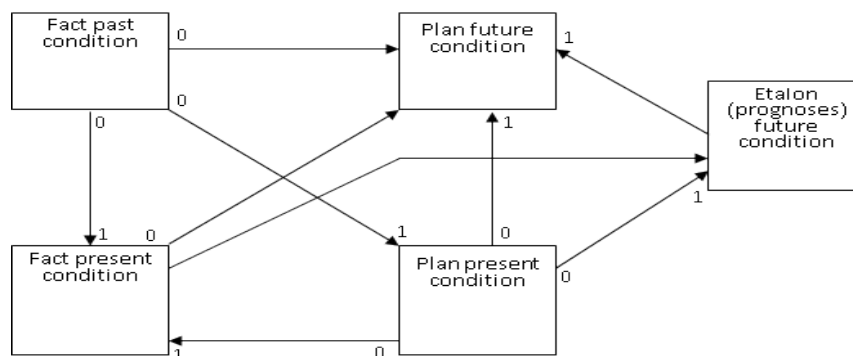 Fact past
condition
0
Plan future
condition
1
Etalon
(prognoses)
future
condition
0
0
1
1
0
1
0
1
Fact present
condition
Plan present
condition
0
1
0